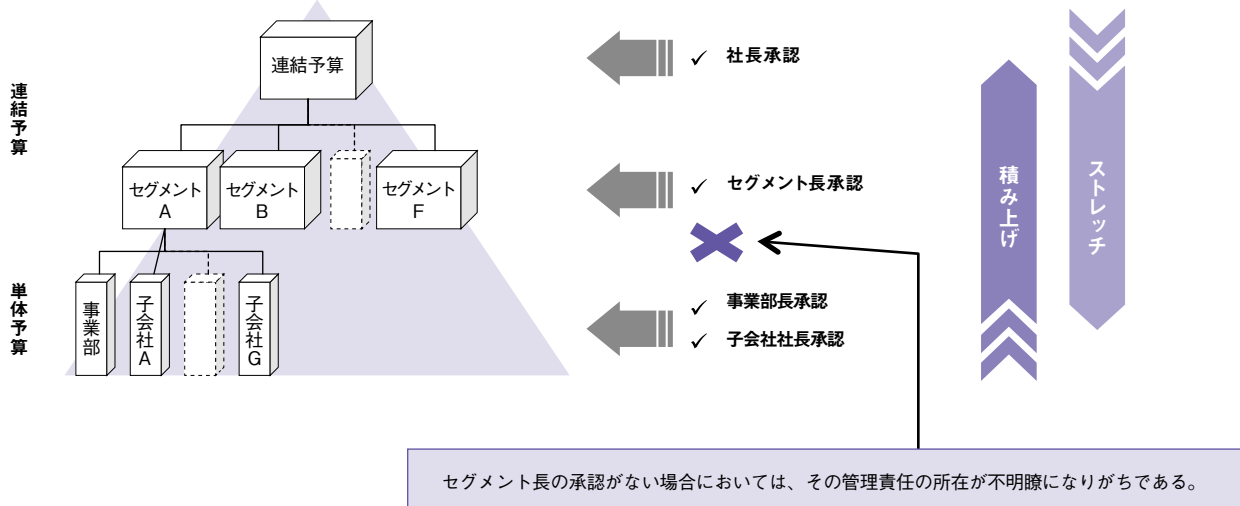 連結予算
連結予算
✓ 社長承認
セグメント
A
セグメント
B
セグメント
F
✓ セグメント長承認
積み上げ
ストレッチ
単体予算
事業部
子会社A
子会社G
✓ 事業部長承認
✓ 子会社社長承認
セグメント長の承認がない場合においては、その管理責任の所在が不明瞭になりがちである。